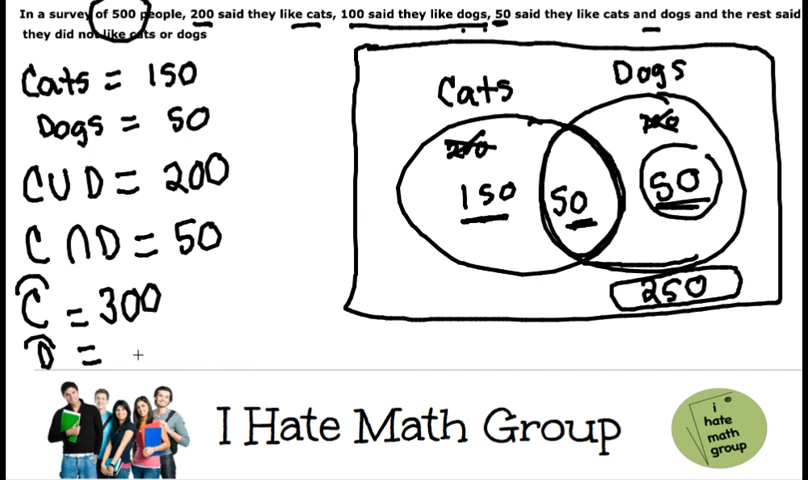 In a survey of 500 people, 200 said they like cats, 100 said they like dogs, 50 said they like cats and dogs and the rest said
they did not like cats or dogs
Cats = 150
Dogs = 50
C U D = 200
C ∩ D = 50
C = 300
D =
Cats
Dogs
200
150
50
50
250
I Hate Math Group
i
hate
math
group